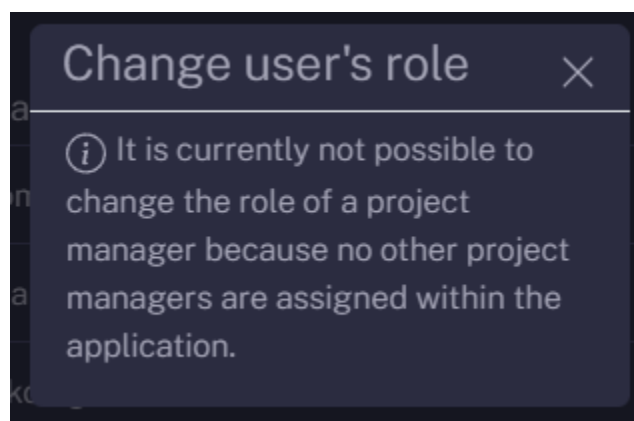 Change user's role
It is currently not possible to
change the role of a project
manager because no other project
managers are assigned within the
application.